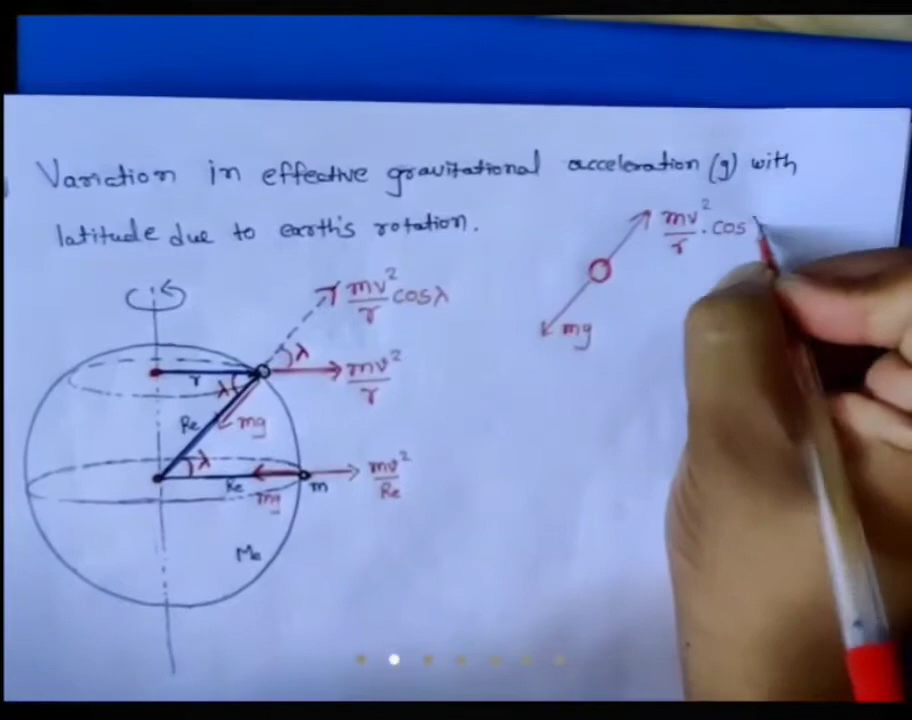 Variation in effective gravitational acceleration (g) with
latitude due to earth's rotation.
mv²/r . cos
mg
mv²/r cosλ
λ
mv²/r
r
λ
Re
mg
λ
mv²/Re
Re
mg
m
Me